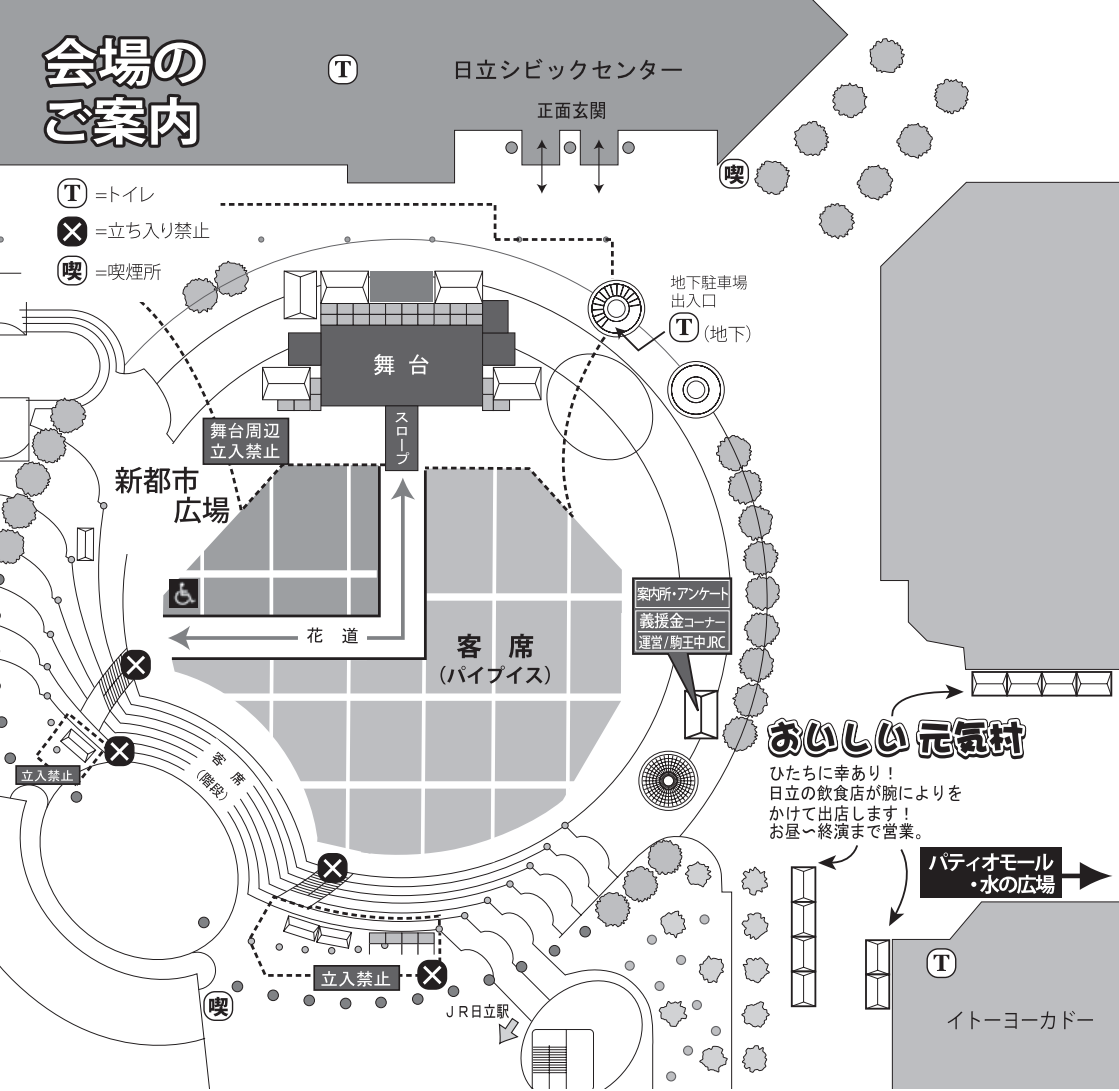 会場の
ご案内
T
日立シビックセンター
正面玄関
喫
T =トイレ
× =立ち入り禁止
喫 =喫煙所
地下駐車場
出入口
T (地下)
舞 台
スロープ
舞台周辺
立入禁止
新都市
広場
花 道
客 席
(パイプイス)
案内所・アンケート
義援金コーナー
運営/駒王中JRC
客 席
(階段)
立入禁止
おいしい 元気村
ひたちに幸あり!
日立の飲食店が腕によりを
かけて出店します!
お昼〜終演まで営業。
パティオモール
・水の広場
立入禁止
喫
JR日立駅
T
イトーヨーカドー